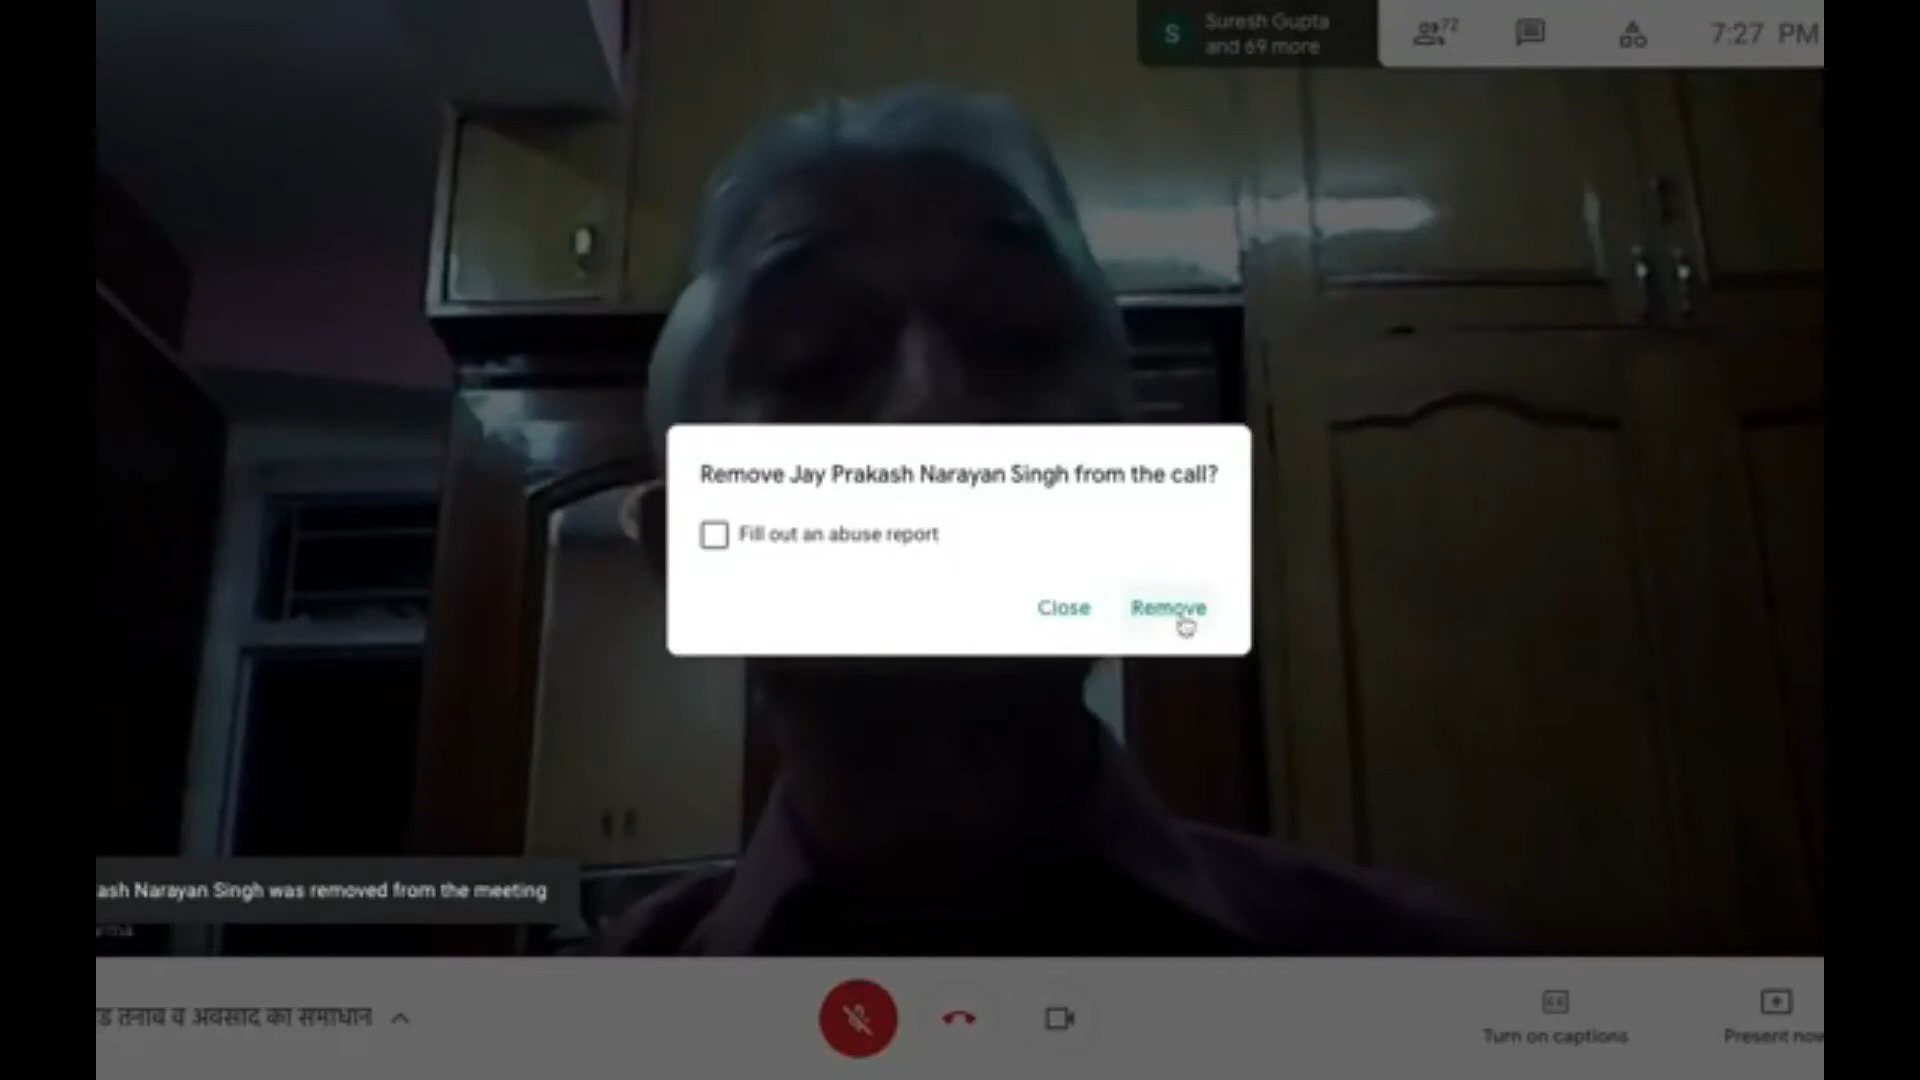 S
Suresh Gupta
and 69 more
72
7:27 PM
Remove Jay Prakash Narayan Singh from the call?
Fill out an abuse report
Close
Remove
ash Narayan Singh was removed from the meeting
ड तनाव व अवसाद का समाधान
Turn on captions
Present now